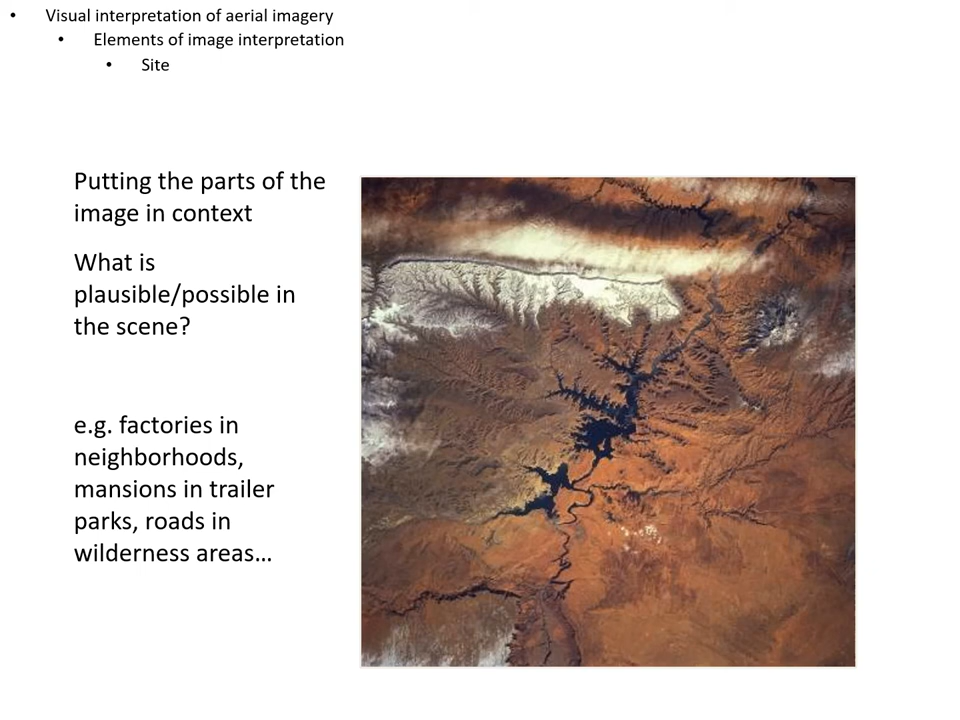 • Visual interpretation of aerial imagery
• Elements of image interpretation
• Site
Putting the parts of the
image in context
What is
plausible/possible in
the scene?
e.g. factories in
neighborhoods,
mansions in trailer
parks, roads in
wilderness areas…